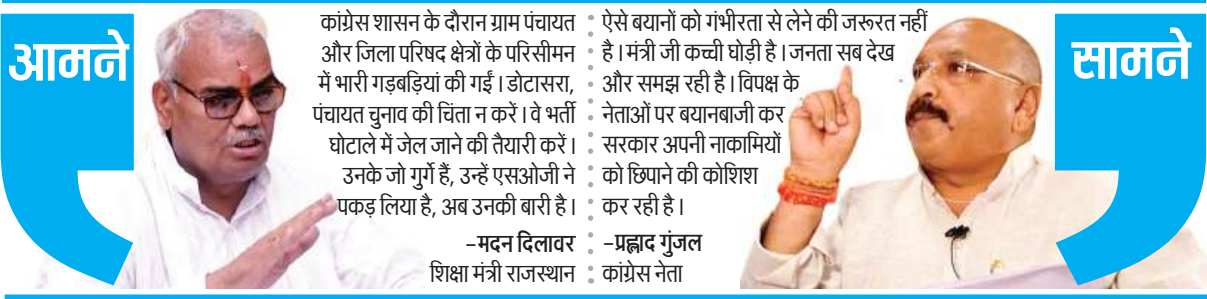 आमने
कांग्रेस शासन के दौरान ग्राम पंचायत
और जिला परिषद क्षेत्रों के परिसीमन
में भारी गड़बड़ियां की गईं। डोटासरा,
पंचायत चुनाव की चिंता न करें। वे भर्ती
घोटाले में जेल जाने की तैयारी करें।
उनके जो गुर्गे हैं, उन्हें एसओजी ने
पकड़ लिया है, अब उनकी बारी है।
–मदन दिलावर
शिक्षा मंत्री राजस्थान
ऐसे बयानों को गंभीरता से लेने की जरूरत नहीं
है। मंत्री जी कच्ची घोड़ी है। जनता सब देख
और समझ रही है। विपक्ष के
नेताओं पर बयानबाजी कर
सरकार अपनी नाकामियों
को छिपाने की कोशिश
कर रही है।
–प्रह्लाद गुंजल
कांग्रेस नेता
सामने